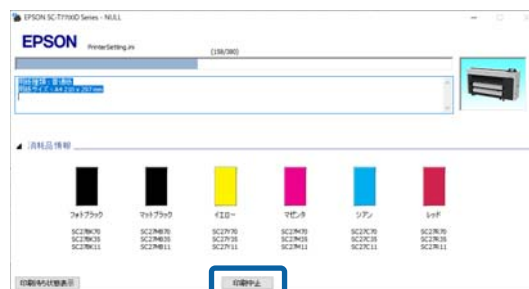 EPSON SC-T7700D Series - NULL
EPSON
PrinterSetting.ini
(158/380)
用紙種類：普通紙
用紙サイズ：A4 210 x 297 mm
消耗品情報
フォトブラック
マットブラック
イエロー
マゼンタ
シアン
レッド
SC27BK70
SC27MB70
SC27Y70
SC27M70
SC27C70
SC27R70
SC27BK35
SC27MB35
SC27Y35
SC27M35
SC27C35
SC27R35
SC27BK11
SC27MB11
SC27Y11
SC27M11
SC27C11
SC27R11
印刷待ち状態表示
印刷中止